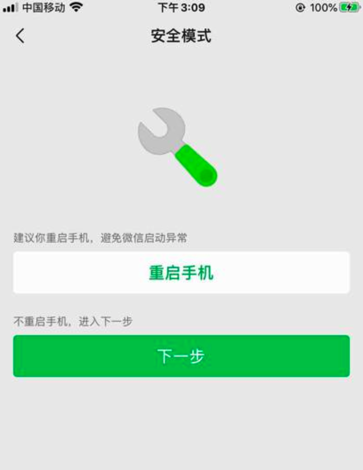 中国移动 下午 3:09 100%
安全模式
建议你重启手机，避免微信启动异常
重启手机
不重启手机，进入下一步
下一步